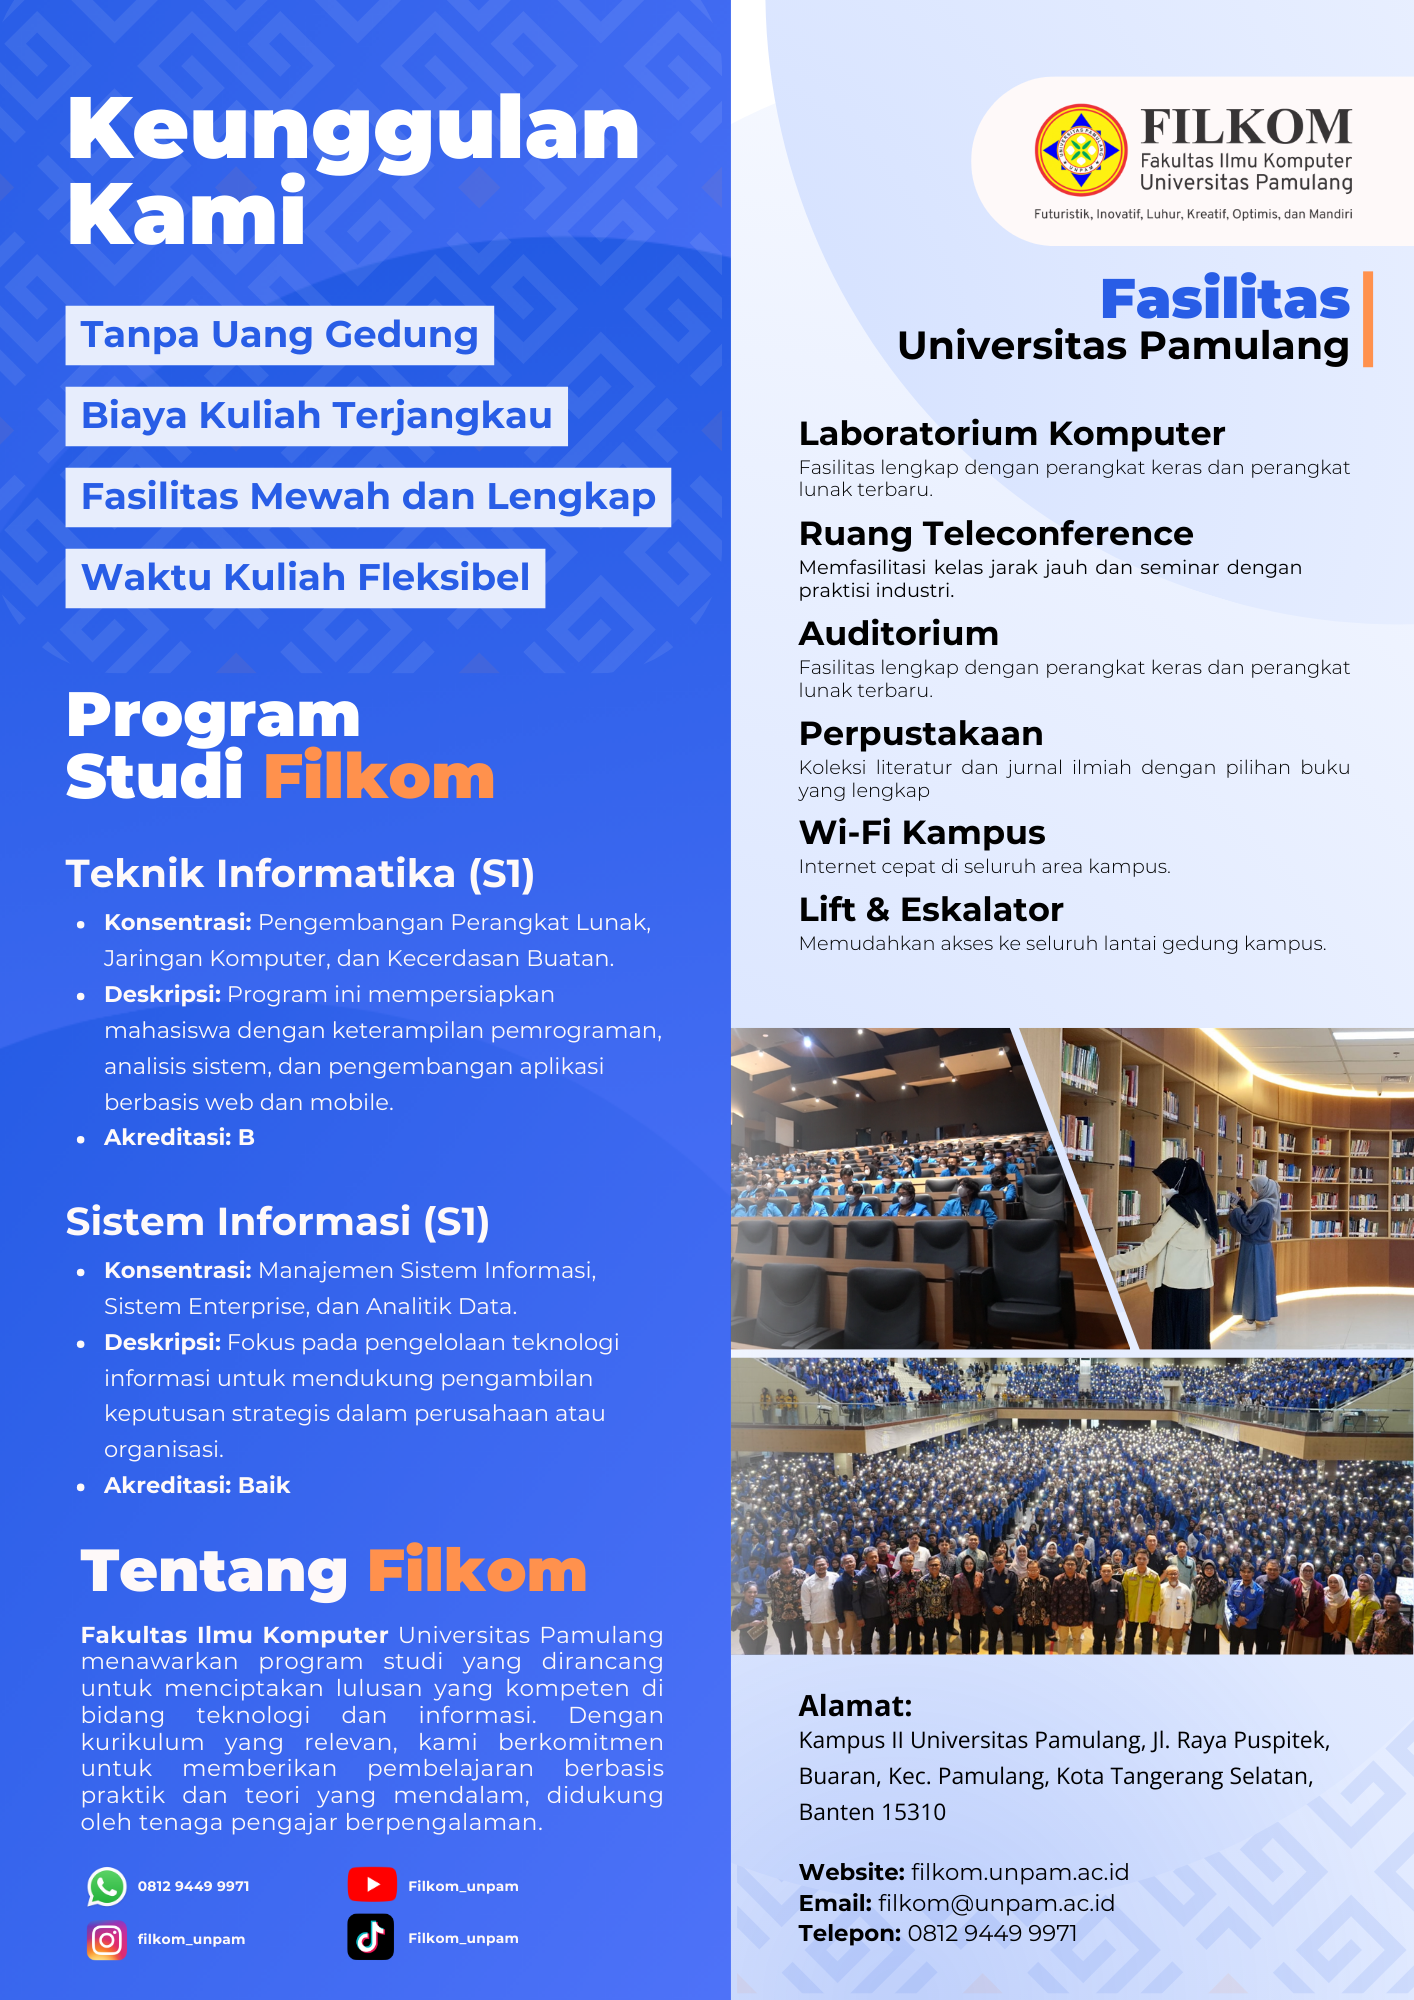 Keunggulan
Kami
Tanpa Uang Gedung
Biaya Kuliah Terjangkau
Fasilitas Mewah dan Lengkap
Waktu Kuliah Fleksibel
Program
Studi Filkom
Teknik Informatika (S1)
Konsentrasi: Pengembangan Perangkat Lunak,
Jaringan Komputer, dan Kecerdasan Buatan.
Deskripsi: Program ini mempersiapkan
mahasiswa dengan keterampilan pemrograman,
analisis sistem, dan pengembangan aplikasi
berbasis web dan mobile.
Akreditasi: B
Sistem Informasi (S1)
Konsentrasi: Manajemen Sistem Informasi,
Sistem Enterprise, dan Analitik Data.
Deskripsi: Fokus pada pengelolaan teknologi
informasi untuk mendukung pengambilan
keputusan strategis dalam perusahaan atau
organisasi.
Akreditasi: Baik
Tentang Filkom
Fakultas Ilmu Komputer Universitas Pamulang
menawarkan program studi yang dirancang
untuk menciptakan lulusan yang kompeten di
bidang teknologi dan informasi. Dengan
kurikulum yang relevan, kami berkomitmen
untuk memberikan pembelajaran berbasis
praktik dan teori yang mendalam, didukung
oleh tenaga pengajar berpengalaman.
0812 9449 9971
Filkom_unpam
filkom_unpam
Filkom_unpam
UNIVERSITAS PAMULANG
UNPAM
FILKOM
Fakultas Ilmu Komputer
Universitas Pamulang
Futuristik, Inovatif, Luhur, Kreatif, Optimis, dan Mandiri
Fasilitas
Universitas Pamulang
Laboratorium Komputer
Fasilitas lengkap dengan perangkat keras dan perangkat
lunak terbaru.
Ruang Teleconference
Memfasilitasi kelas jarak jauh dan seminar dengan
praktisi industri.
Auditorium
Fasilitas lengkap dengan perangkat keras dan perangkat
lunak terbaru.
Perpustakaan
Koleksi literatur dan jurnal ilmiah dengan pilihan buku
yang lengkap
Wi-Fi Kampus
Internet cepat di seluruh area kampus.
Lift & Eskalator
Memudahkan akses ke seluruh lantai gedung kampus.
Alamat:
Kampus II Universitas Pamulang, Jl. Raya Puspitek,
Buaran, Kec. Pamulang, Kota Tangerang Selatan,
Banten 15310
Website: filkom.unpam.ac.id
Email: filkom@unpam.ac.id
Telepon: 0812 9449 9971